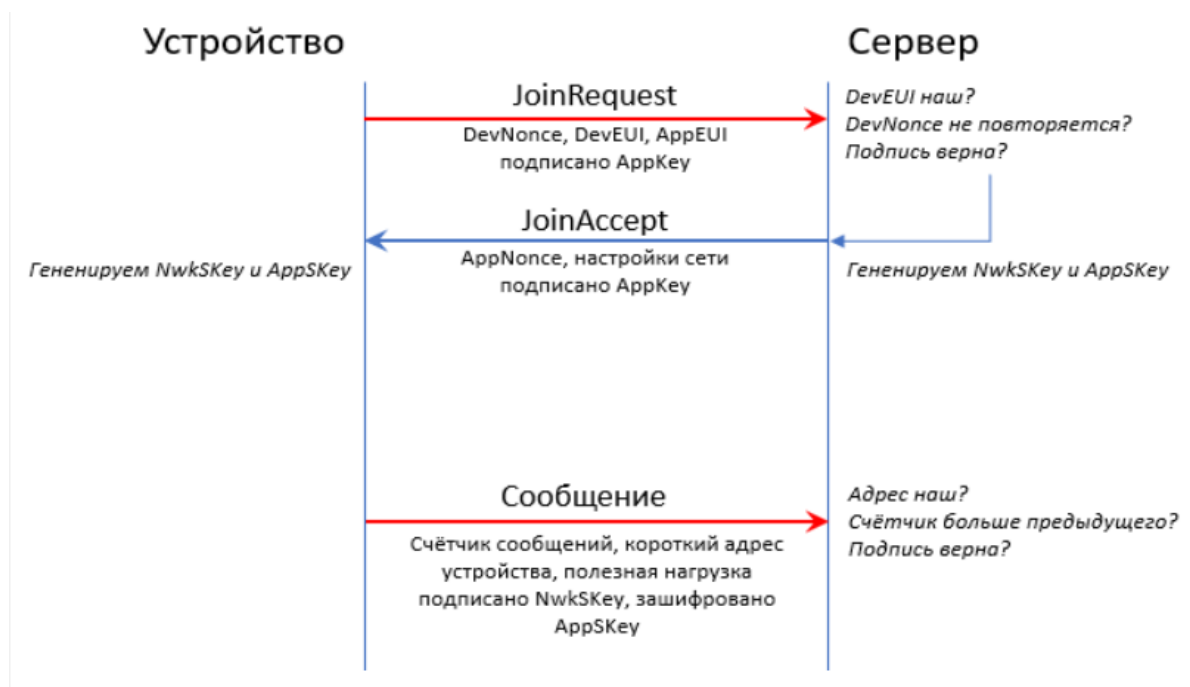 Устройство
Сервер
JoinRequest
DevNonce, DevEUI, AppEUI
подписано AppKey
DevEUI наш?
DevNonce не повторяется?
Подпись верна?
JoinAccept
AppNonce, настройки сети
подписано AppKey
Гененируем NwkSKey и AppSKey
Гененируем NwkSKey и AppSKey
Сообщение
Счётчик сообщений, короткий адрес
устройства, полезная нагрузка
подписано NwkSKey, зашифровано
AppSKey
Адрес наш?
Счётчик больше предыдущего?
Подпись верна?